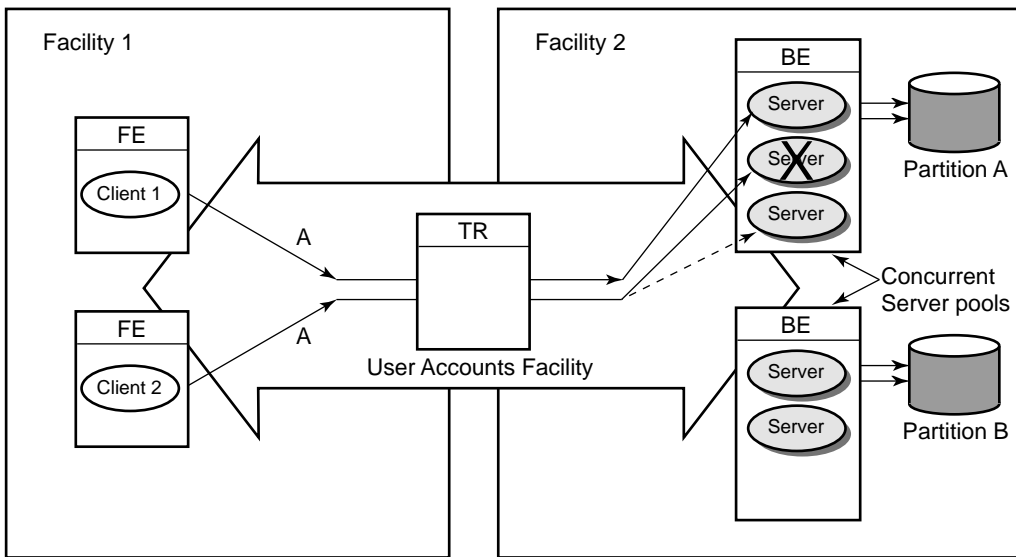 Facility 1
Facility 2
BE
Server
Server
Server
Partition A
FE
Client 1
A
TR
Concurrent
Server pools
FE
Client 2
A
User Accounts Facility
BE
Server
Server
Partition B